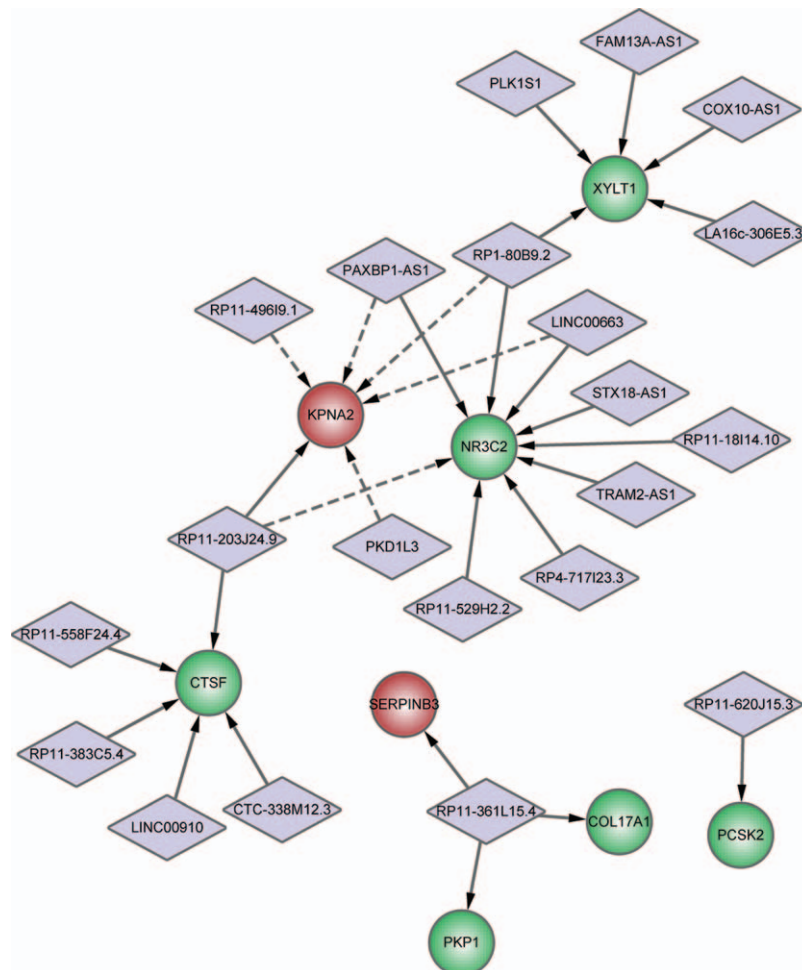 FAM13A-AS1
PLK1S1
COX10-AS1
XYLT1
LA16c-306E5.3
RP1-80B9.2
PAXBP1-AS1
RP11-496I9.1
LINC00663
STX18-AS1
KPNA2
NR3C2
RP11-18I14.10
TRAM2-AS1
RP11-203J24.9
PKD1L3
RP4-717I23.3
RP11-529H2.2
RP11-558F24.4
CTSF
SERPINB3
RP11-620J15.3
RP11-383C5.4
CTC-338M12.3
RP11-361L15.4
COL17A1
LINC00910
PCSK2
PKP1